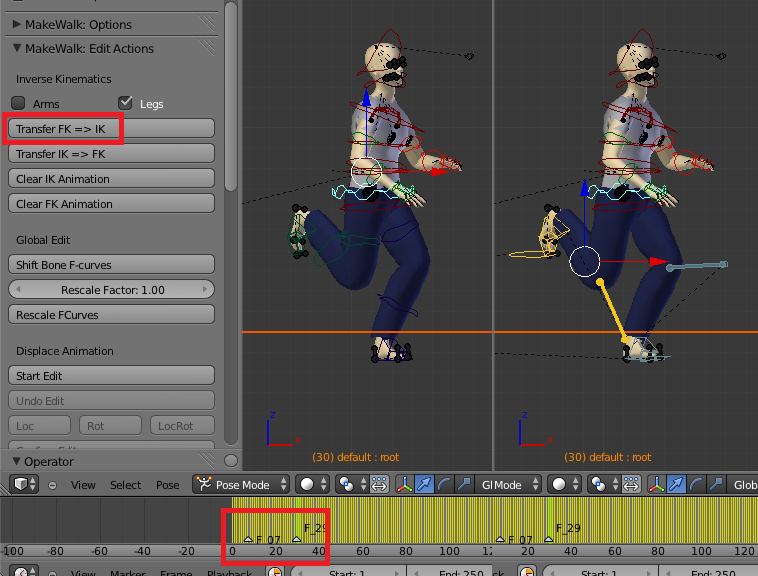 MakeWalk: Options
MakeWalk: Edit Actions
Inverse Kinematics
Arms Legs
Transfer FK => IK
Transfer IK => FK
Clear IK Animation
Clear FK Animation
Global Edit
Shift Bone F-curves
Rescale Factor: 1.00
Rescale FCurves
Displace Animation
Start Edit
Undo Edit
Loc Rot LocRot
Operator
z x
(30) default : root
z x
(30) default : root
View Select Pose Pose Mode Gl Mode Glob
F_07 F_29
F_07 F_29
-100 -80 -60 -40 -20 0 20 40 60 80 100 12 20 40 60 80 100 120
View Marker Frame Playback Start: 1 End: 250 ck Start: 1 End: 250